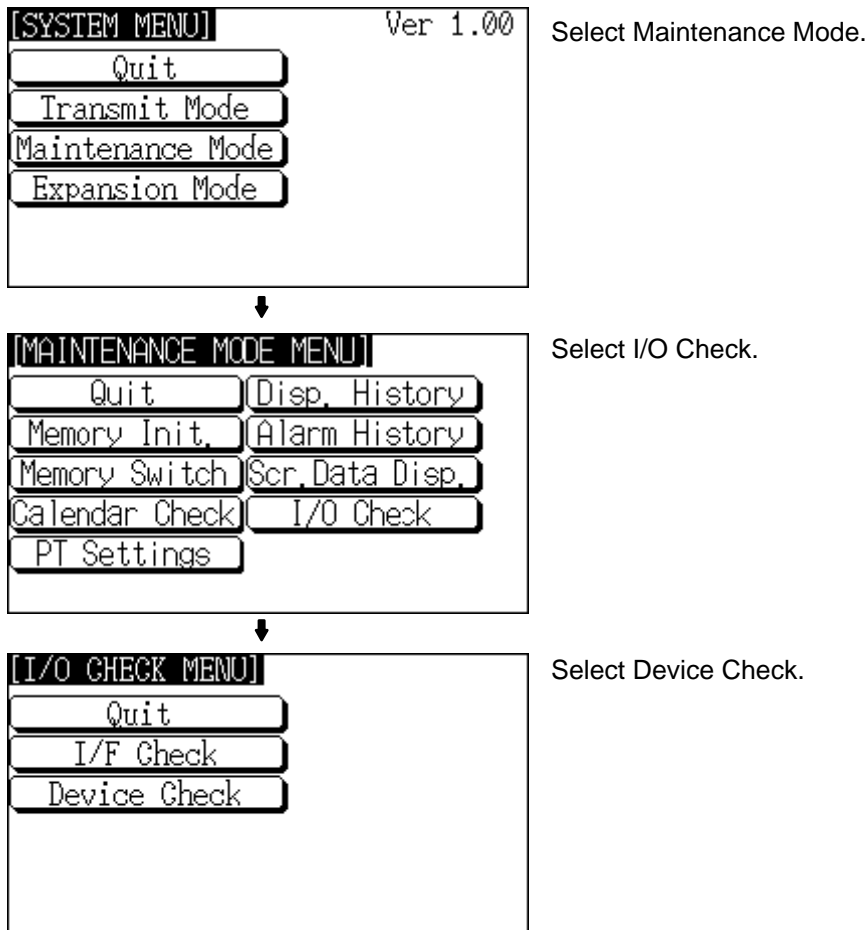 [SYSTEM MENU] Ver 1.00
Select Maintenance Mode.
Quit
Transmit Mode
Maintenance Mode
Expansion Mode
[MAINTENANCE MODE MENU]
Select I/O Check.
Quit Disp. History
Memory Init. Alarm History
Memory Switch Scr.Data Disp.
Calendar Check I/O Check
PT Settings
[I/O CHECK MENU]
Select Device Check.
Quit
I/F Check
Device Check